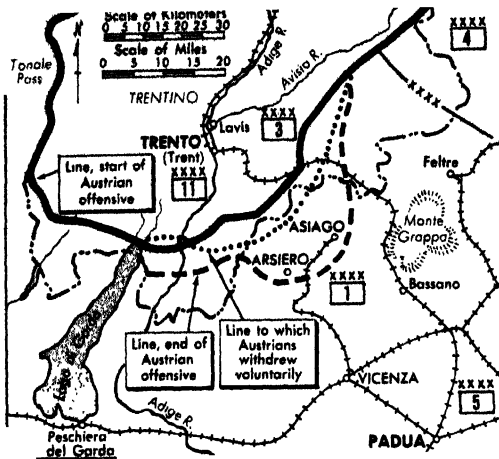 Scale of Kilometers
0 5 10 15 20 25 30
Scale of Miles
0 5 10 15 20
N
Tonale
Pass
TRENTINO
Adige R.
Avisia R.
XXXX
4
XXXX
Lavis
XXXX
3
TRENTO
(Trent)
XXXX
11
Feltre
Line, start of
Austrian
offensive
ASIAGO
Monte
Grappa
ARSIERO
XXXX
1
Bassano
Line, end of
Austrian
offensive
Line to which
Austrians
withdrew
voluntarily
Lago di Garda
VICENZA
XXXX
5
Adige R.
Peschiera
del Garda
PADUA